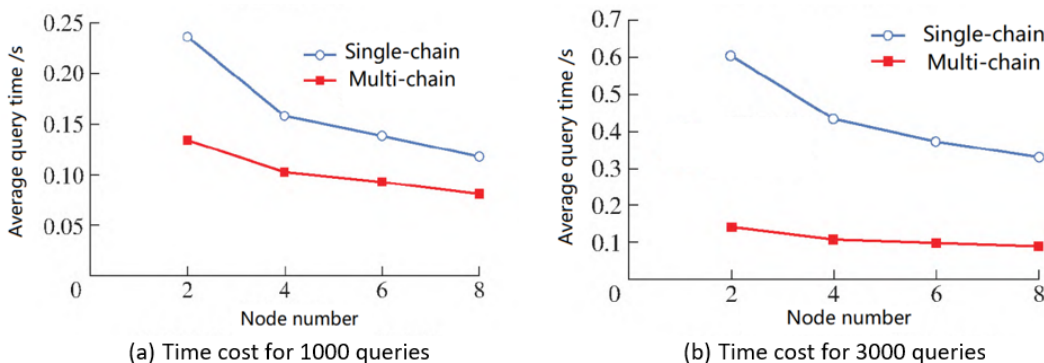 0.25
0.20
0.15
0.10
0.05
0
2
4
6
8
Average query time /s
Node number
Single-chain
Multi-chain
(a) Time cost for 1000 queries
0.7
0.6
0.5
0.4
0.3
0.2
0.1
0
2
4
6
8
Average query time /s
Node number
Single-chain
Multi-chain
(b) Time cost for 3000 queries